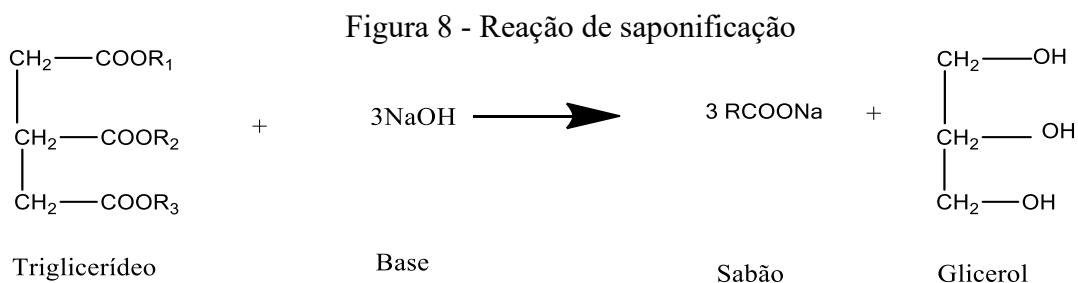 Figura 8 - Reação de saponificação
CH₂ COOR₁
CH₂ COOR₂
CH₂ COOR₃
+
3NaOH
3 RCOONa
+
CH₂ OH
CH₂ OH
CH₂ OH
Triglicerídeo
Base
Sabão
Glicerol